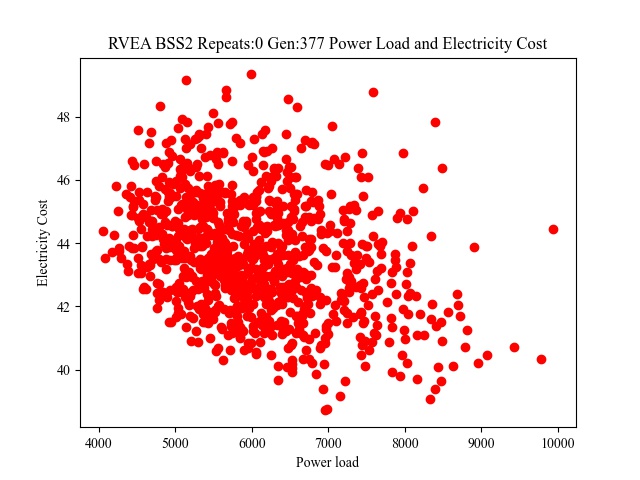 RVEA BSS2 Repeats:0 Gen:377 Power Load and Electricity Cost
48
46
44
42
40
Electricity Cost
4000 5000 6000 7000 8000 9000 10000
Power load